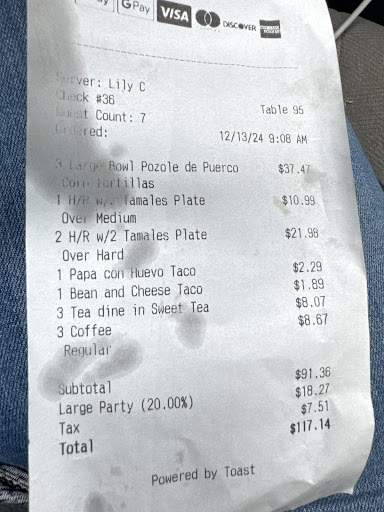 GPay VISA DISCOVER
Server: Lily C
Check #36
Guest Count: 7
Table 95
Ordered:
12/13/24 9:08 AM
3 Large Bowl Pozole de Puerco $37.47
Corn Tortillas
1 H/R w/2 Tamales Plate $10.99
Over Medium
2 H/R w/2 Tamales Plate $21.98
Over Hard
1 Papa con Huevo Taco $2.29
1 Bean and Cheese Taco $1.89
3 Tea dine in Sweet Tea $8.07
3 Coffee $8.67
Regular
Subtotal $91.36
Large Party (20.00%) $18.27
Tax $7.51
Total $117.14
Powered by Toast